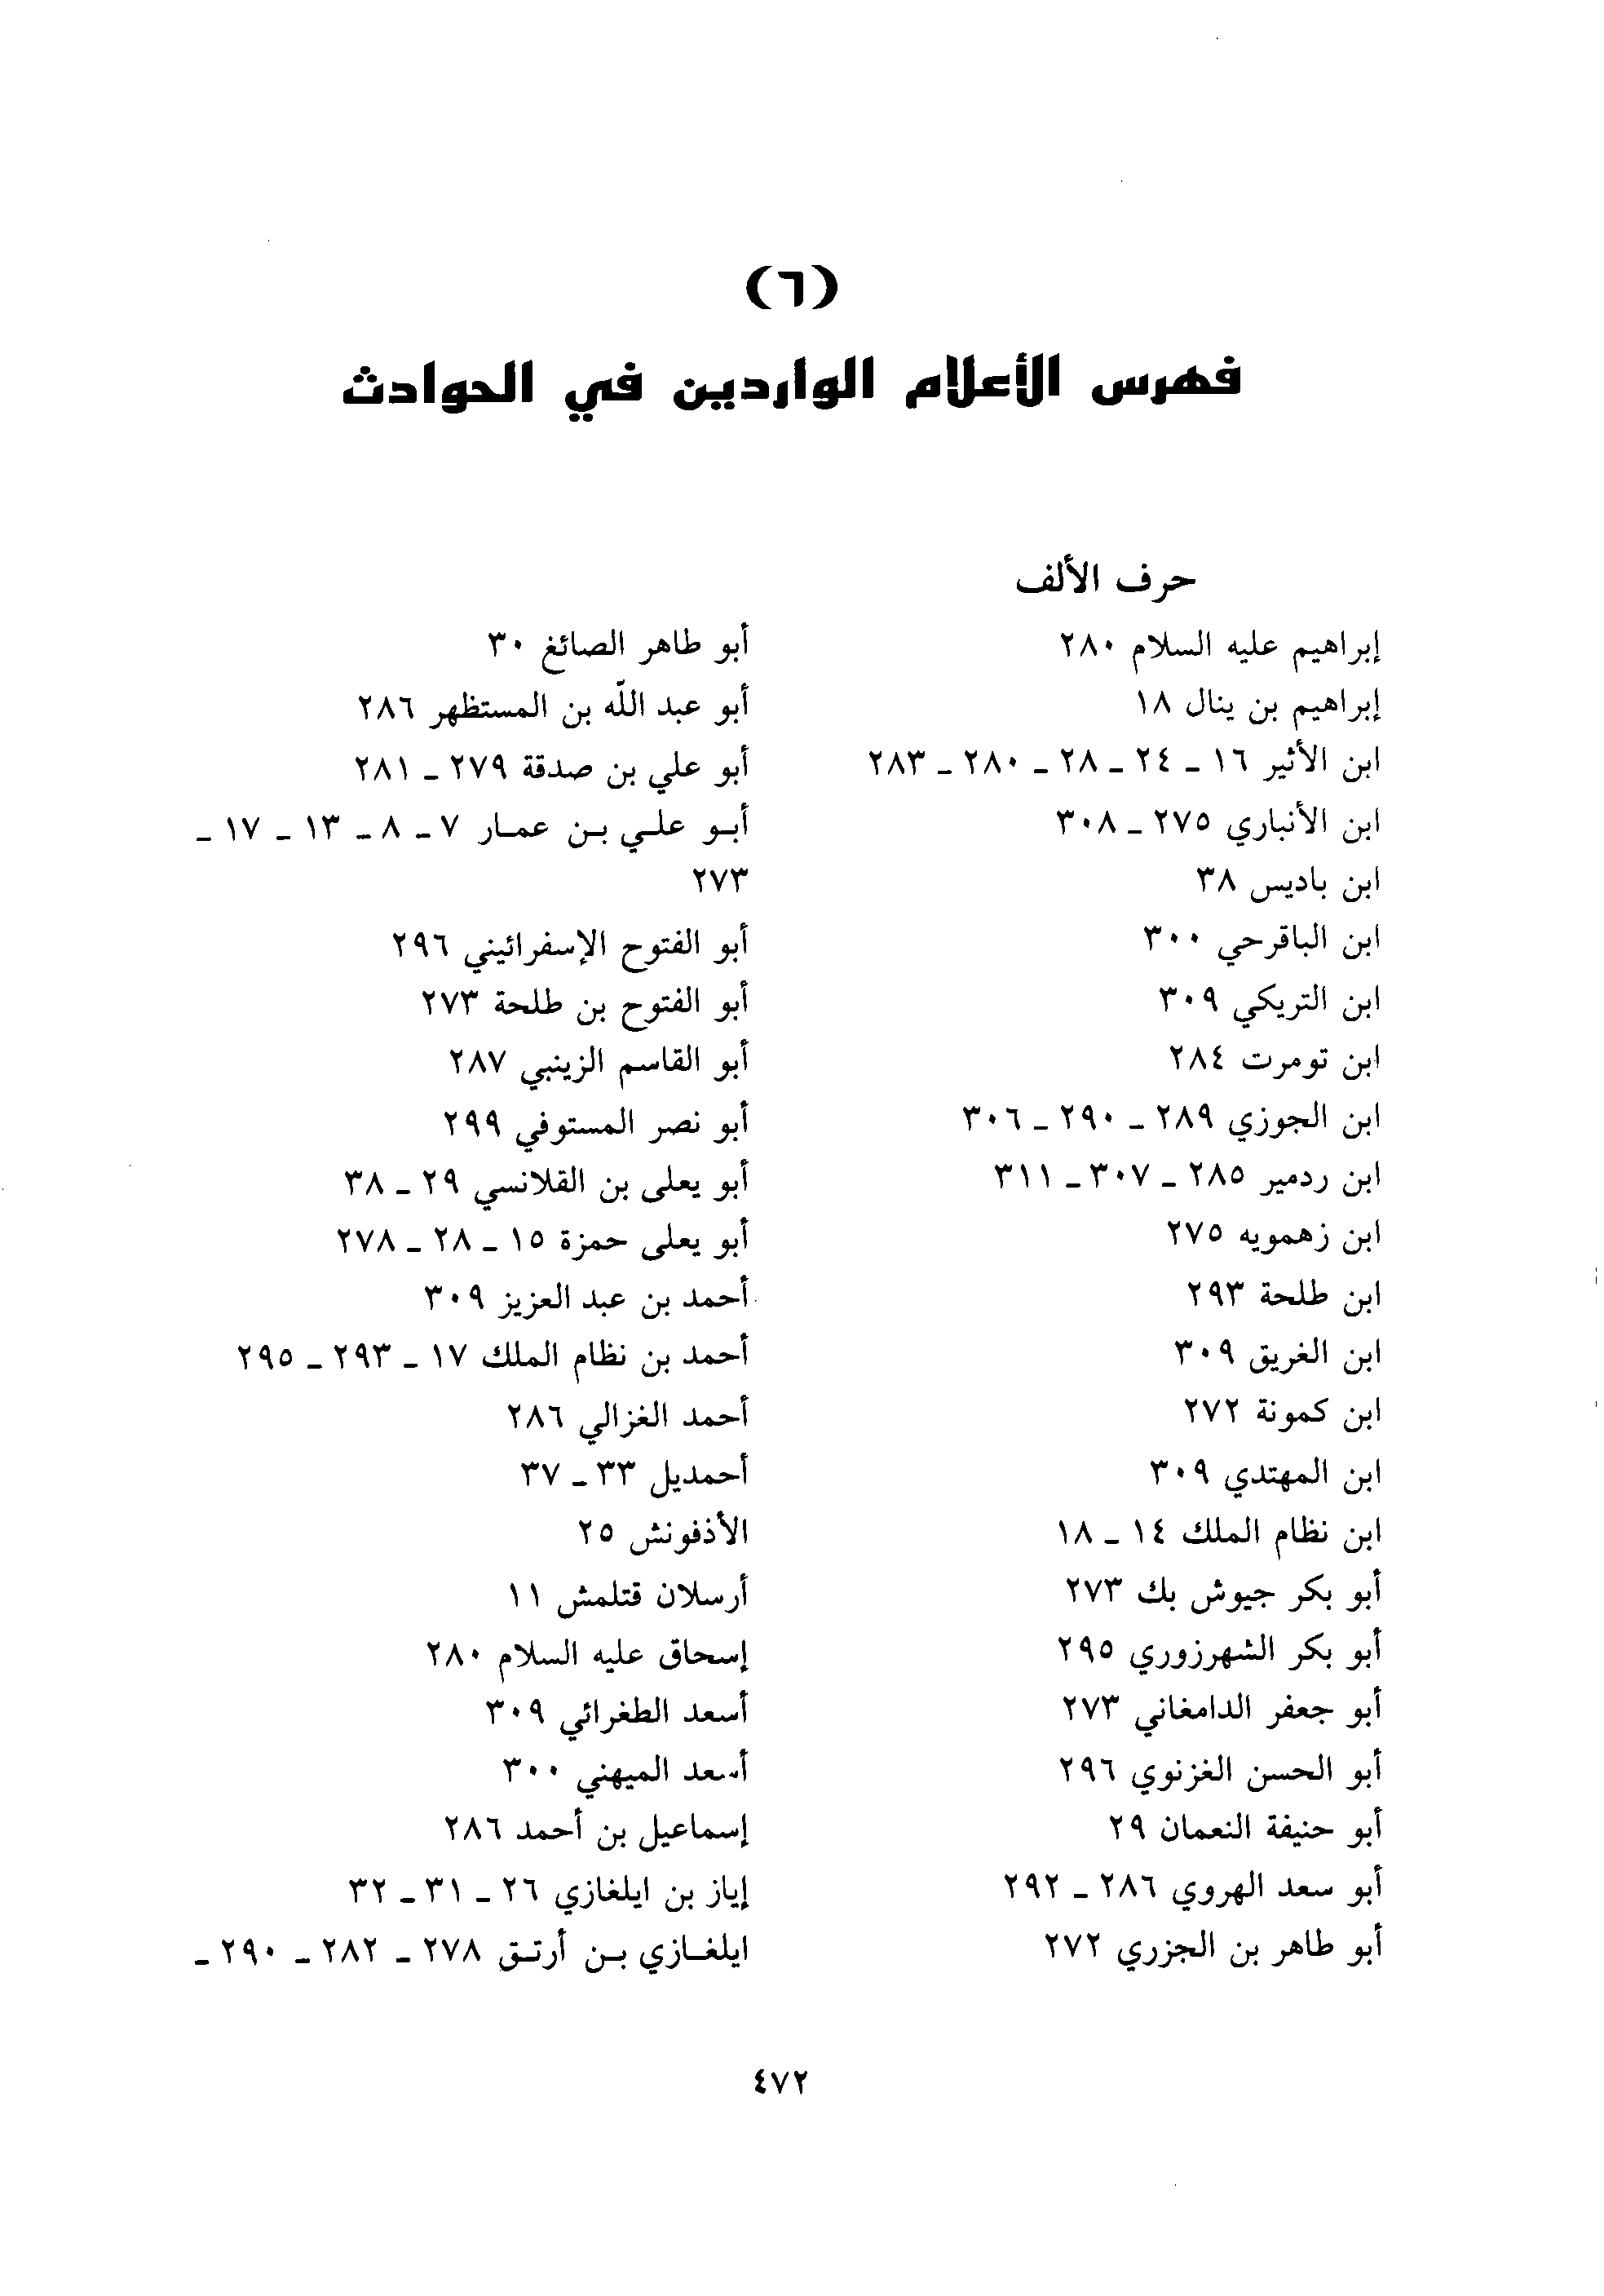 (٦)
فهرس الأعلام الواردين في الحوادث
حرف الألف
إبراهيم عليه السلام ٢٨٠
إبراهيم بن ينال ١٨
ابن الأثير ١٦ - ٢٤ - ٢٨ - ٢٨٠ - ٢٨٣
ابن الأنباري ٢٧٥ - ٣٠٨
ابن باديس ٣٨
ابن الباقرحي ٣٠٠
ابن التريكي ٣٠٩
ابن تومرت ٢٨٤
ابن الجوزي ٢٨٩ - ٢٩٠ - ٣٠٦
ابن ردمير ٢٨٥ - ٣٠٧ - ٣١١
ابن زهمويه ٢٧٥
ابن طلحة ٢٩٣
ابن الغريق ٣٠٩
ابن كمونة ٢٧٢
ابن المهتدي ٣٠٩
ابن نظام الملك ١٤ - ١٨
أبو بكر جيوش بك ٢٧٣
أبو بكر الشهرزوري ٢٩٥
أبو جعفر الدامغاني ٢٧٣
أبو الحسن الغزنوي ٢٩٦
أبو حنيفة النعمان ٢٩
أبو سعد الهروي ٢٨٦ - ٢٩٢
أبو طاهر بن الجزري ٢٧٢
أبو طاهر الصائغ ٣٠
أبو عبد اللّه بن المستظهر ٢٨٦
أبو علي بن صدقة ٢٧٩ - ٢٨١
أبـو علـي بـن عمـار ٧ - ٨ - ١٣ - ١٧ -
٢٧٣
أبو الفتوح الإسفرائيني ٢٩٦
أبو الفتوح بن طلحة ٢٧٣
أبو القاسم الزينبي ٢٨٧
أبو نصر المستوفي ٢٩٩
أبو يعلى بن القلانسي ٢٩ - ٣٨
أبو يعلى حمزة ١٥ - ٢٨ - ٢٧٨
أحمد بن عبد العزيز ٣٠٩
أحمد بن نظام الملك ١٧ - ٢٩٣ - ٢٩٥
أحمد الغزالي ٢٨٦
أحمديل ٣٣ - ٣٧
الأذفونش ٢٥
أرسلان قتلمش ١١
إسحاق عليه السلام ٢٨٠
أسعد الطغرائي ٣٠٩
أسعد الميهني ٣٠٠
إسماعيل بن أحمد ٢٨٦
إياز بن ايلغازي ٢٦ - ٣١ - ٣٢
ايلغـازي بـن أرتـق ٢٧٨ - ٢٨٢ - ٢٩٠ -
٤٧٢